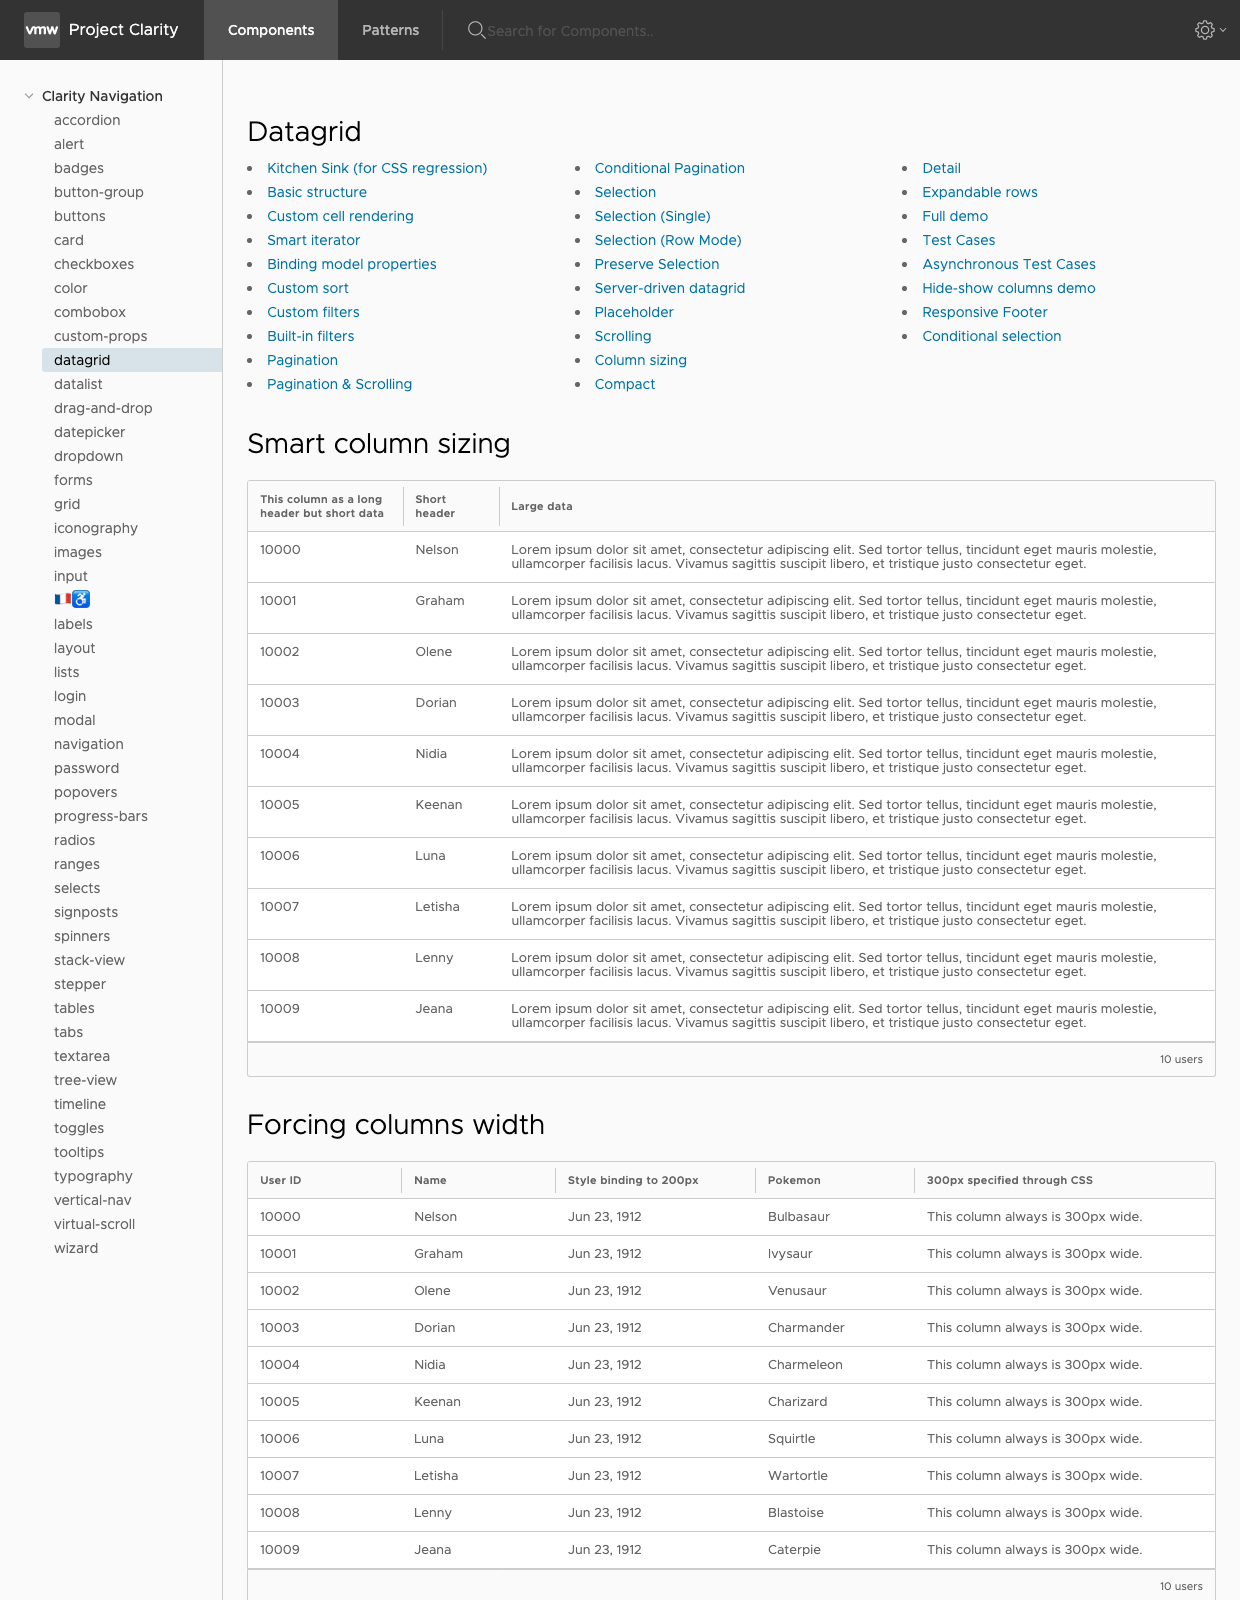 vmw Project Clarity Components Patterns Search for Components..
Clarity Navigation
accordion
alert
badges
button-group
buttons
card
checkboxes
color
combobox
custom-props
datagrid
datalist
drag-and-drop
datepicker
dropdown
forms
grid
iconography
images
input
🇫🇷♿
labels
layout
lists
login
modal
navigation
password
popovers
progress-bars
radios
ranges
selects
signposts
spinners
stack-view
stepper
tables
tabs
textarea
tree-view
timeline
toggles
tooltips
typography
vertical-nav
virtual-scroll
wizard
Datagrid
Kitchen Sink (for CSS regression)
Basic structure
Custom cell rendering
Smart iterator
Binding model properties
Custom sort
Custom filters
Built-in filters
Pagination
Pagination & Scrolling
Conditional Pagination
Selection
Selection (Single)
Selection (Row Mode)
Preserve Selection
Server-driven datagrid
Placeholder
Scrolling
Column sizing
Compact
Detail
Expandable rows
Full demo
Test Cases
Asynchronous Test Cases
Hide-show columns demo
Responsive Footer
Conditional selection
Smart column sizing
This column as a long
header but short data
Short
header
Large data
10000 Nelson Lorem ipsum dolor sit amet, consectetur adipiscing elit. Sed tortor tellus, tincidunt eget mauris molestie,
ullamcorper facilisis lacus. Vivamus sagittis suscipit libero, et tristique justo consectetur eget.
10001 Graham Lorem ipsum dolor sit amet, consectetur adipiscing elit. Sed tortor tellus, tincidunt eget mauris molestie,
ullamcorper facilisis lacus. Vivamus sagittis suscipit libero, et tristique justo consectetur eget.
10002 Olene Lorem ipsum dolor sit amet, consectetur adipiscing elit. Sed tortor tellus, tincidunt eget mauris molestie,
ullamcorper facilisis lacus. Vivamus sagittis suscipit libero, et tristique justo consectetur eget.
10003 Dorian Lorem ipsum dolor sit amet, consectetur adipiscing elit. Sed tortor tellus, tincidunt eget mauris molestie,
ullamcorper facilisis lacus. Vivamus sagittis suscipit libero, et tristique justo consectetur eget.
10004 Nidia Lorem ipsum dolor sit amet, consectetur adipiscing elit. Sed tortor tellus, tincidunt eget mauris molestie,
ullamcorper facilisis lacus. Vivamus sagittis suscipit libero, et tristique justo consectetur eget.
10005 Keenan Lorem ipsum dolor sit amet, consectetur adipiscing elit. Sed tortor tellus, tincidunt eget mauris molestie,
ullamcorper facilisis lacus. Vivamus sagittis suscipit libero, et tristique justo consectetur eget.
10006 Luna Lorem ipsum dolor sit amet, consectetur adipiscing elit. Sed tortor tellus, tincidunt eget mauris molestie,
ullamcorper facilisis lacus. Vivamus sagittis suscipit libero, et tristique justo consectetur eget.
10007 Letisha Lorem ipsum dolor sit amet, consectetur adipiscing elit. Sed tortor tellus, tincidunt eget mauris molestie,
ullamcorper facilisis lacus. Vivamus sagittis suscipit libero, et tristique justo consectetur eget.
10008 Lenny Lorem ipsum dolor sit amet, consectetur adipiscing elit. Sed tortor tellus, tincidunt eget mauris molestie,
ullamcorper facilisis lacus. Vivamus sagittis suscipit libero, et tristique justo consectetur eget.
10009 Jeana Lorem ipsum dolor sit amet, consectetur adipiscing elit. Sed tortor tellus, tincidunt eget mauris molestie,
ullamcorper facilisis lacus. Vivamus sagittis suscipit libero, et tristique justo consectetur eget.
10 users
Forcing columns width
User ID Name Style binding to 200px Pokemon 300px specified through CSS
10000 Nelson Jun 23, 1912 Bulbasaur This column always is 300px wide.
10001 Graham Jun 23, 1912 Ivysaur This column always is 300px wide.
10002 Olene Jun 23, 1912 Venusaur This column always is 300px wide.
10003 Dorian Jun 23, 1912 Charmander This column always is 300px wide.
10004 Nidia Jun 23, 1912 Charmeleon This column always is 300px wide.
10005 Keenan Jun 23, 1912 Charizard This column always is 300px wide.
10006 Luna Jun 23, 1912 Squirtle This column always is 300px wide.
10007 Letisha Jun 23, 1912 Wartortle This column always is 300px wide.
10008 Lenny Jun 23, 1912 Blastoise This column always is 300px wide.
10009 Jeana Jun 23, 1912 Caterpie This column always is 300px wide.
10 users